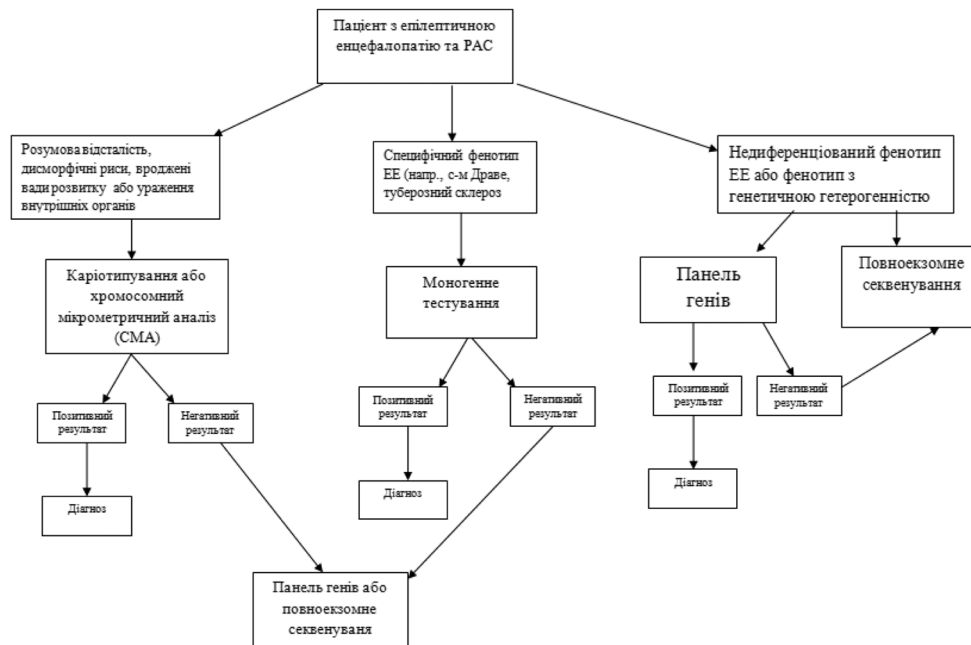 Пацієнт з епілептичною
енцефалопатію та РАС
Розумова відсталість,
дисморфічні риси, вроджені
вади розвитку або ураження
внутрішніх органів
Специфічний фенотип
ЕЕ (напр., с-м Драве,
туберозний склероз
Недиференціований фенотип
ЕЕ або фенотип з
генетичною гетерогенністю
Каріотипування або
хромосомний
мікрометричний аналіз
(СМА)
Моногенне
тестування
Панель
генів
Повноекзомне
секвенування
Позитивний
результат
Негативний
результат
Позитивний
результат
Негативний
результат
Позитивний
результат
Негативний
результат
Діагноз
Діагноз
Діагноз
Панель генів або
повноекзомне
секвенуваня